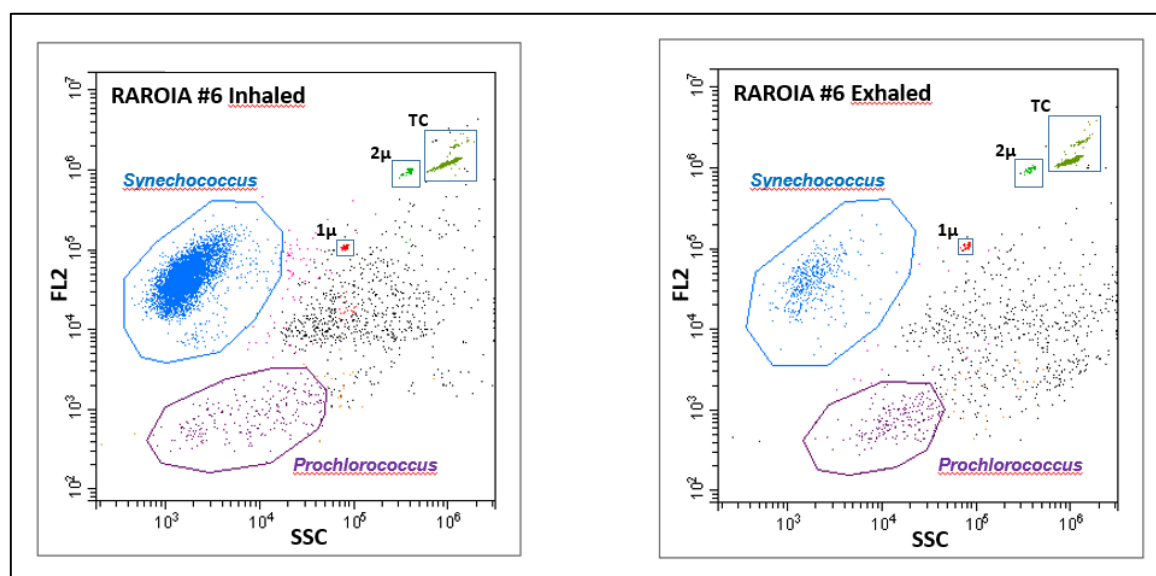 RAROIA #6 Inhaled
TC
2µ
Synechococcus
1µ
Prochlorococcus
FL2
10⁷
10⁶
10⁵
10⁴
10³
10²
10³ 10⁴ 10⁵ 10⁶
SSC
RAROIA #6 Exhaled
TC
2µ
Synechococcus
1µ
Prochlorococcus
FL2
10⁷
10⁶
10⁵
10⁴
10³
10²
10³ 10⁴ 10⁵ 10⁶
SSC